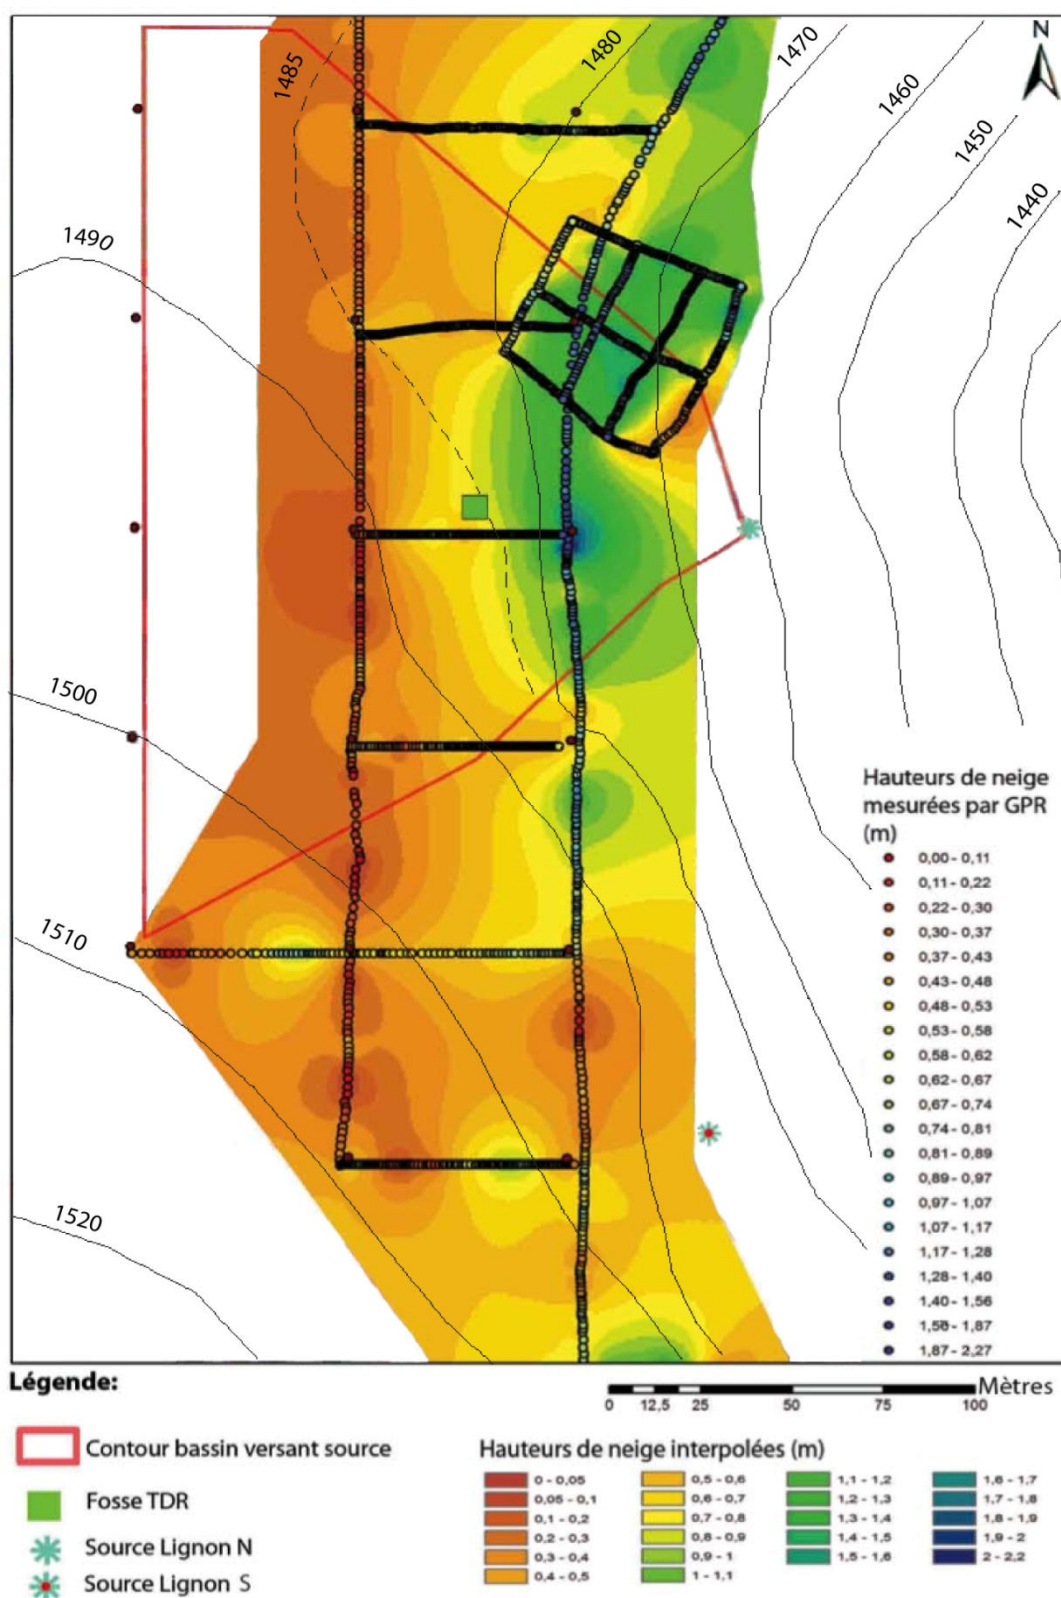 N
1485
1480
1470
1460
1450
1440
1490
1500
1510
1520
Hauteurs de neige
mesurées par GPR
(m)
0,00 - 0,11
0,11 - 0,22
0,22 - 0,30
0,30 - 0,37
0,37 - 0,43
0,43 - 0,48
0,48 - 0,53
0,53 - 0,58
0,58 - 0,62
0,62 - 0,67
0,67 - 0,74
0,74 - 0,81
0,81 - 0,89
0,89 - 0,97
0,97 - 1,07
1,07 - 1,17
1,17 - 1,28
1,28 - 1,40
1,40 - 1,56
1,56 - 1,87
1,87 - 2,27
Légende:
Mètres
0 12,5 25 50 75 100
Contour bassin versant source
Fosse TDR
Source Lignon N
Source Lignon S
Hauteurs de neige interpolées (m)
0 - 0,05
0,05 - 0,1
0,1 - 0,2
0,2 - 0,3
0,3 - 0,4
0,4 - 0,5
0,5 - 0,6
0,6 - 0,7
0,7 - 0,8
0,8 - 0,9
0,9 - 1
1 - 1,1
1,1 - 1,2
1,2 - 1,3
1,3 - 1,4
1,4 - 1,5
1,5 - 1,6
1,6 - 1,7
1,7 - 1,8
1,8 - 1,9
1,9 - 2
2 - 2,2